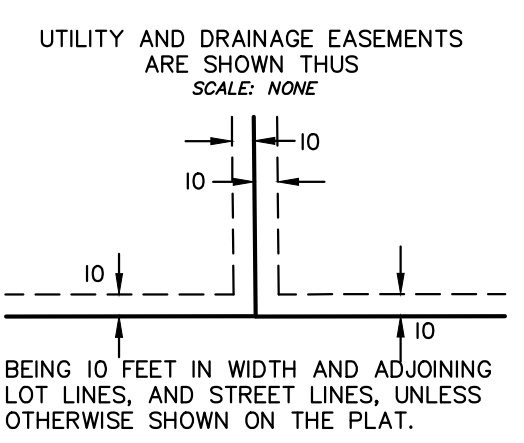 UTILITY AND DRAINAGE EASEMENTS
ARE SHOWN THUS
SCALE: NONE
10
10
10
10
BEING 10 FEET IN WIDTH AND ADJOINING
LOT LINES, AND STREET LINES, UNLESS
OTHERWISE SHOWN ON THE PLAT.